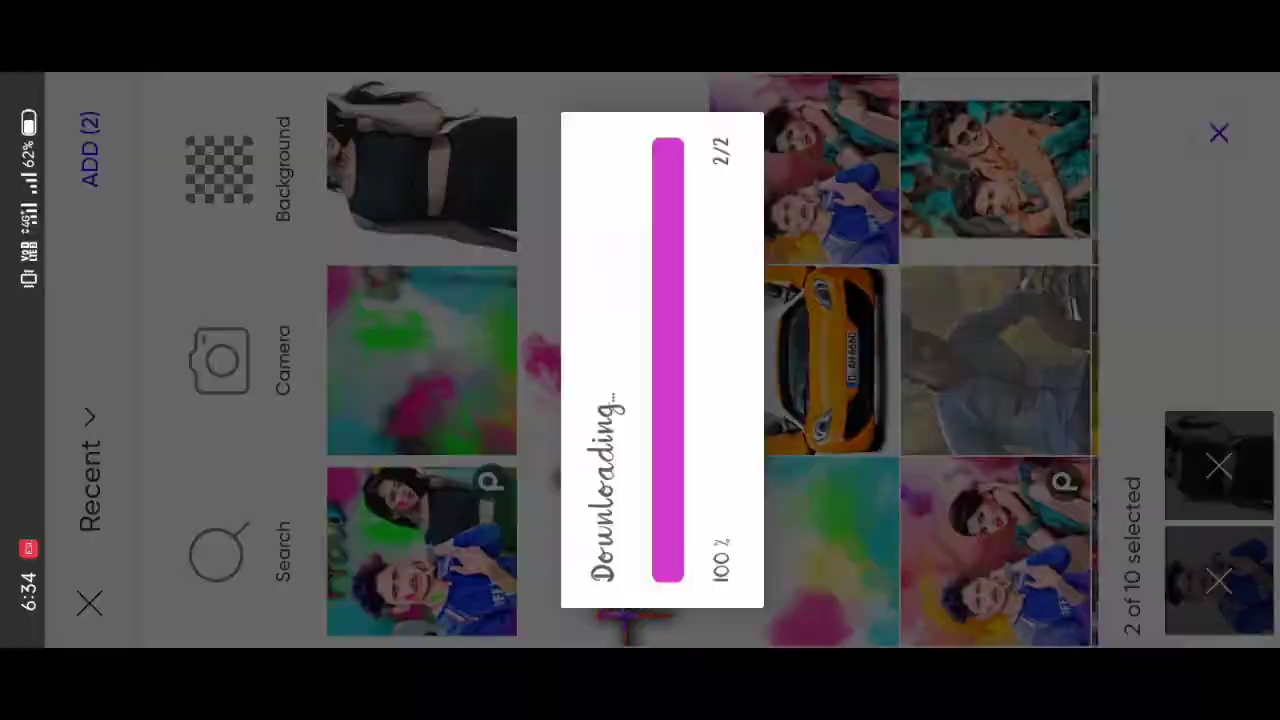 6:34
62%
Recent
ADD (2)
Search
Camera
Background
Downloading...
100 %
2/2
2 of 10 selected